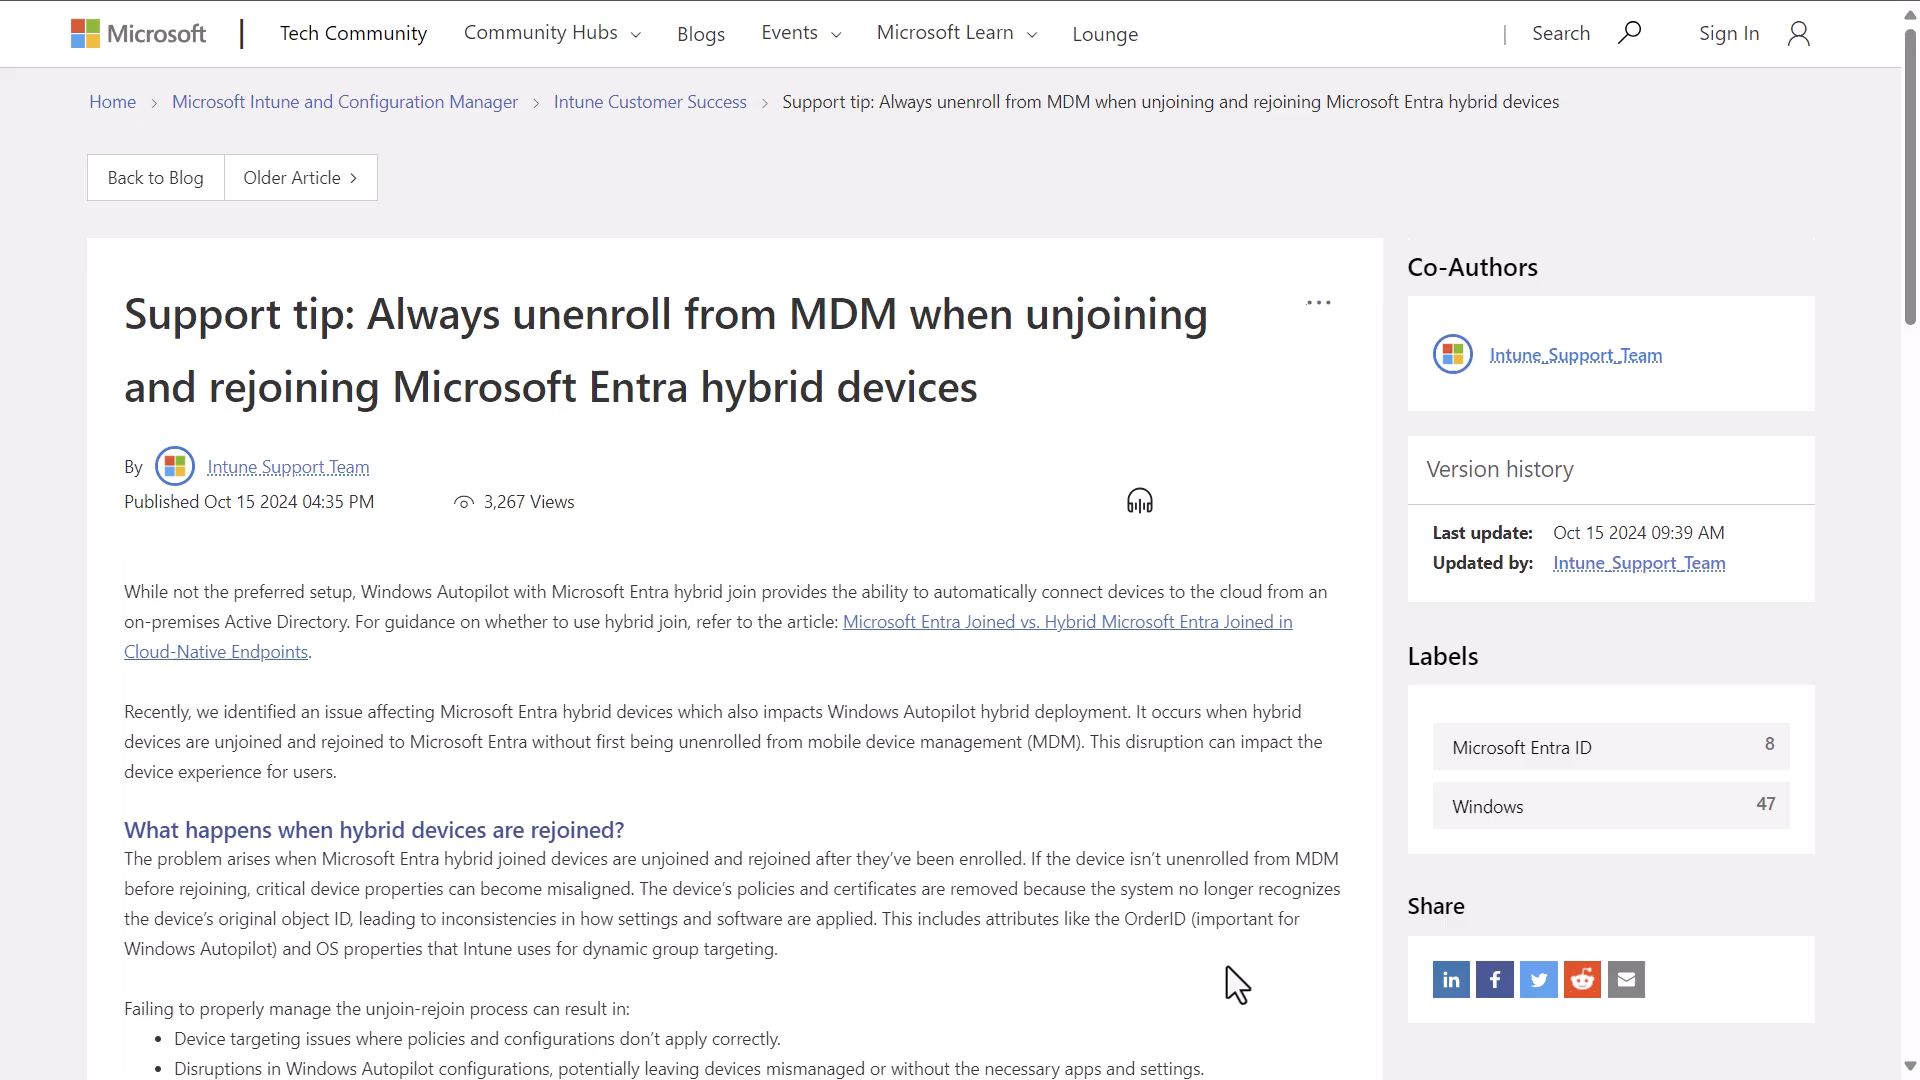 Microsoft
Tech Community
Community Hubs
Blogs
Events
Microsoft Learn
Lounge
Search
Sign In
Home > Microsoft Intune and Configuration Manager > Intune Customer Success > Support tip: Always unenroll from MDM when unjoining and rejoining Microsoft Entra hybrid devices
Back to Blog
Older Article >
Support tip: Always unenroll from MDM when unjoining
and rejoining Microsoft Entra hybrid devices
By Intune Support Team
Published Oct 15 2024 04:35 PM
3,267 Views
While not the preferred setup, Windows Autopilot with Microsoft Entra hybrid join provides the ability to automatically connect devices to the cloud from an
on-premises Active Directory. For guidance on whether to use hybrid join, refer to the article: Microsoft Entra Joined vs. Hybrid Microsoft Entra Joined in
Cloud-Native Endpoints.
Recently, we identified an issue affecting Microsoft Entra hybrid devices which also impacts Windows Autopilot hybrid deployment. It occurs when hybrid
devices are unjoined and rejoined to Microsoft Entra without first being unenrolled from mobile device management (MDM). This disruption can impact the
device experience for users.
What happens when hybrid devices are rejoined?
The problem arises when Microsoft Entra hybrid joined devices are unjoined and rejoined after they've been enrolled. If the device isn't unenrolled from MDM
before rejoining, critical device properties can become misaligned. The device's policies and certificates are removed because the system no longer recognizes
the device's original object ID, leading to inconsistencies in how settings and software are applied. This includes attributes like the OrderID (important for
Windows Autopilot) and OS properties that Intune uses for dynamic group targeting.
Failing to properly manage the unjoin-rejoin process can result in:
• Device targeting issues where policies and configurations don't apply correctly.
• Disruptions in Windows Autopilot configurations, potentially leaving devices mismanaged or without the necessary apps and settings.
Co-Authors
Intune_Support_Team
Version history
Last update: Oct 15 2024 09:39 AM
Updated by: Intune_Support_Team
Labels
Microsoft Entra ID 8
Windows 47
Share